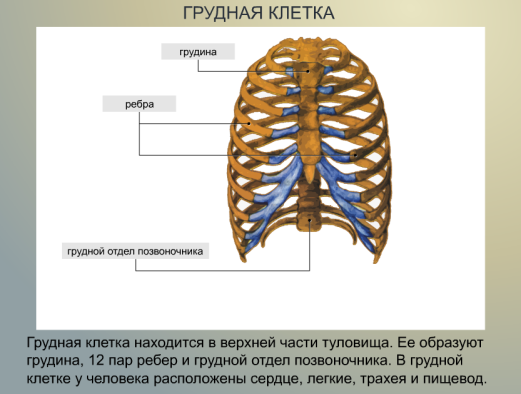 ГРУДНАЯ КЛЕТКА
грудина
ребра
грудной отдел позвоночника
Грудная клетка находится в верхней части туловища. Ее образуют
грудина, 12 пар ребер и грудной отдел позвоночника. В грудной
клетке у человека расположены сердце, легкие, трахея и пищевод.